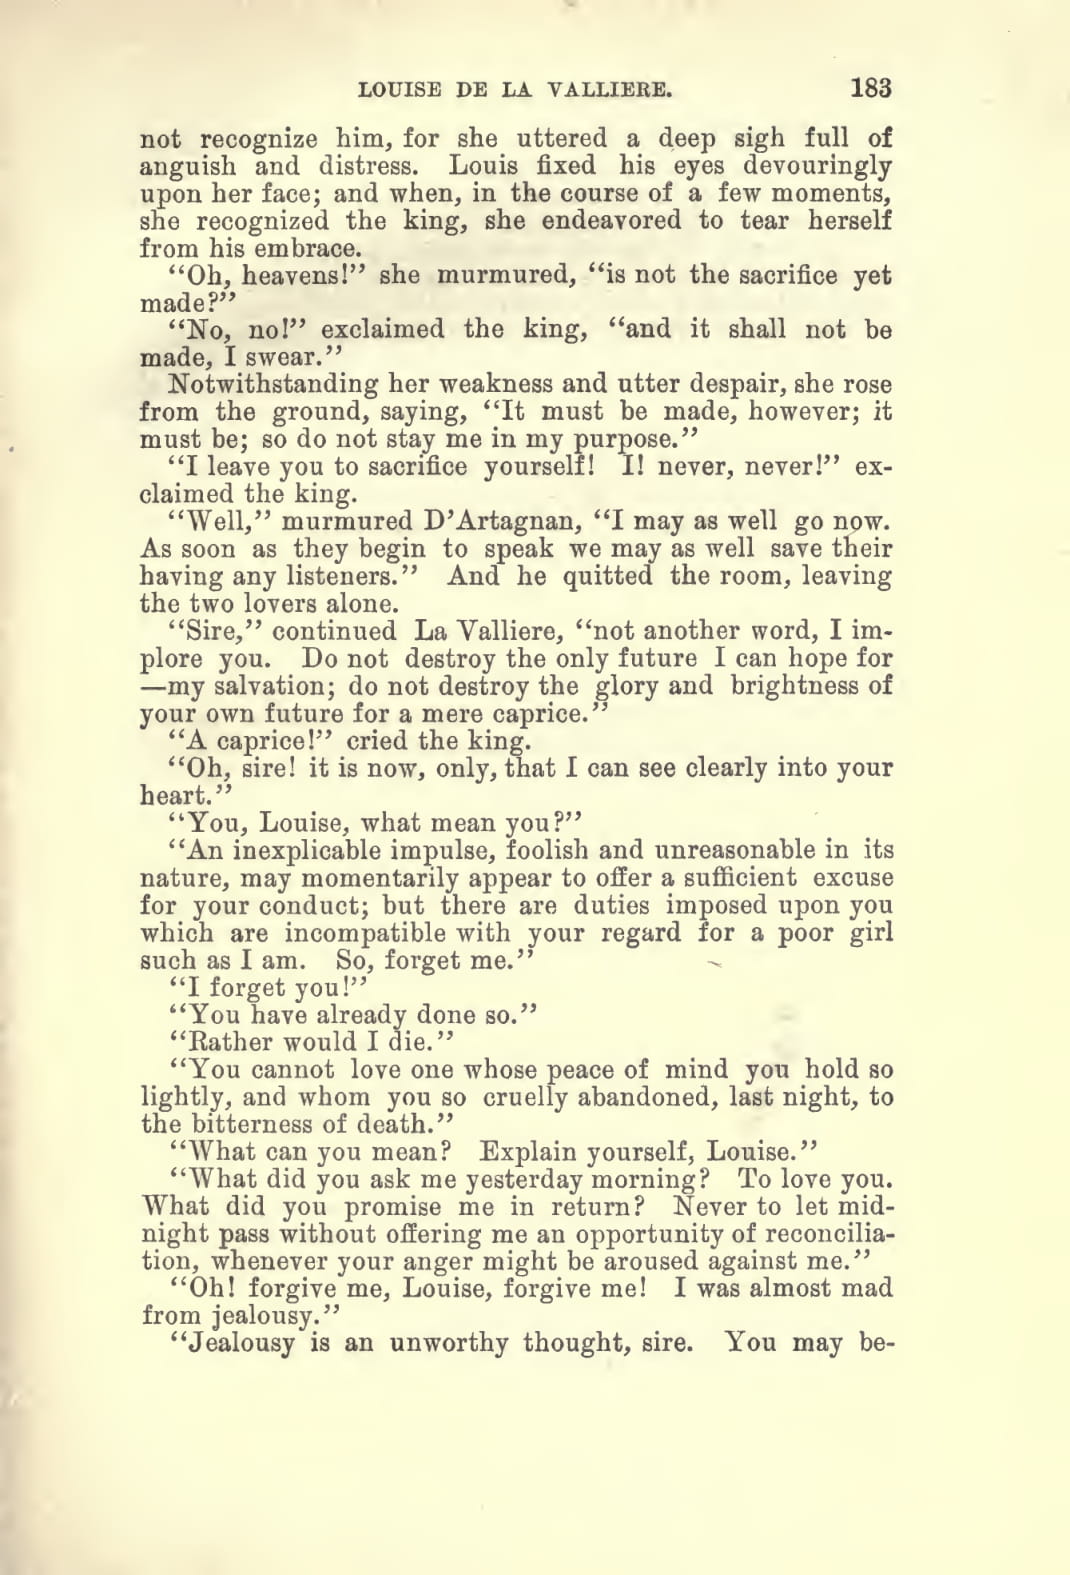 LOUISE DE LA VALLIERE. 183
not recognize him, for she uttered a deep sigh full of
anguish and distress. Louis fixed his eyes devouringly
upon her face; and when, in the course of a few moments,
she recognized the king, she endeavored to tear herself
from his embrace.
“Oh, heavens!” she murmured, “is not the sacrifice yet
made?”
“No, no!” exclaimed the king, “and it shall not be
made, I swear.”
Notwithstanding her weakness and utter despair, she rose
from the ground, saying, “It must be made, however; it
must be; so do not stay me in my purpose.”
“I leave you to sacrifice yourself! I! never, never!” ex-
claimed the king.
“Well,” murmured D’Artagnan, “I may as well go now.
As soon as they begin to speak we may as well save their
having any listeners.” And he quitted the room, leaving
the two lovers alone.
“Sire,” continued La Valliere, “not another word, I im-
plore you. Do not destroy the only future I can hope for
—my salvation; do not destroy the glory and brightness of
your own future for a mere caprice.”
“A caprice!” cried the king.
“Oh, sire! it is now, only, that I can see clearly into your
heart.”
“You, Louise, what mean you?”
“An inexplicable impulse, foolish and unreasonable in its
nature, may momentarily appear to offer a sufficient excuse
for your conduct; but there are duties imposed upon you
which are incompatible with your regard for a poor girl
such as I am. So, forget me.”
“I forget you!”
“You have already done so.”
“Rather would I die.”
“You cannot love one whose peace of mind you hold so
lightly, and whom you so cruelly abandoned, last night, to
the bitterness of death.”
“What can you mean? Explain yourself, Louise.”
“What did you ask me yesterday morning? To love you.
What did you promise me in return? Never to let mid-
night pass without offering me an opportunity of reconcilia-
tion, whenever your anger might be aroused against me.”
“Oh! forgive me, Louise, forgive me! I was almost mad
from jealousy.”
“Jealousy is an unworthy thought, sire. You may be-